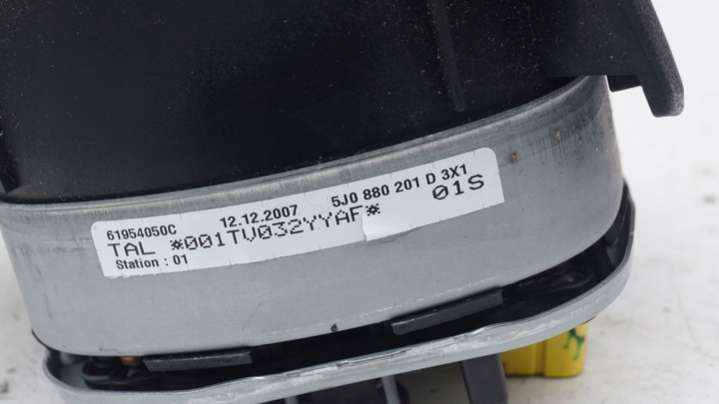 61954050C 12.12.2007 5J0 880 201 D 3X1
TAL *001TV032YYAF* 01S
Station : 01